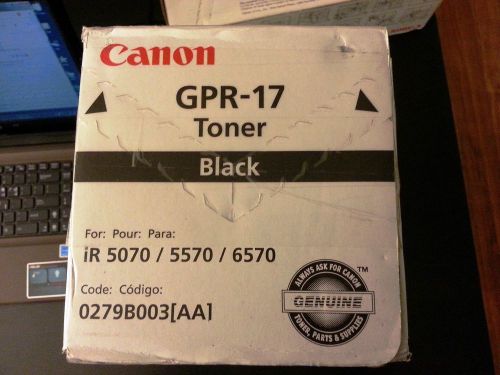 Canon
GPR-17
Toner
Black
For: Pour: Para:
iR 5070 / 5570 / 6570
Code: Código:
0279B003[AA]
ALWAYS ASK FOR CANON
GENUINE
TONER, PARTS & SUPPLIES
TM